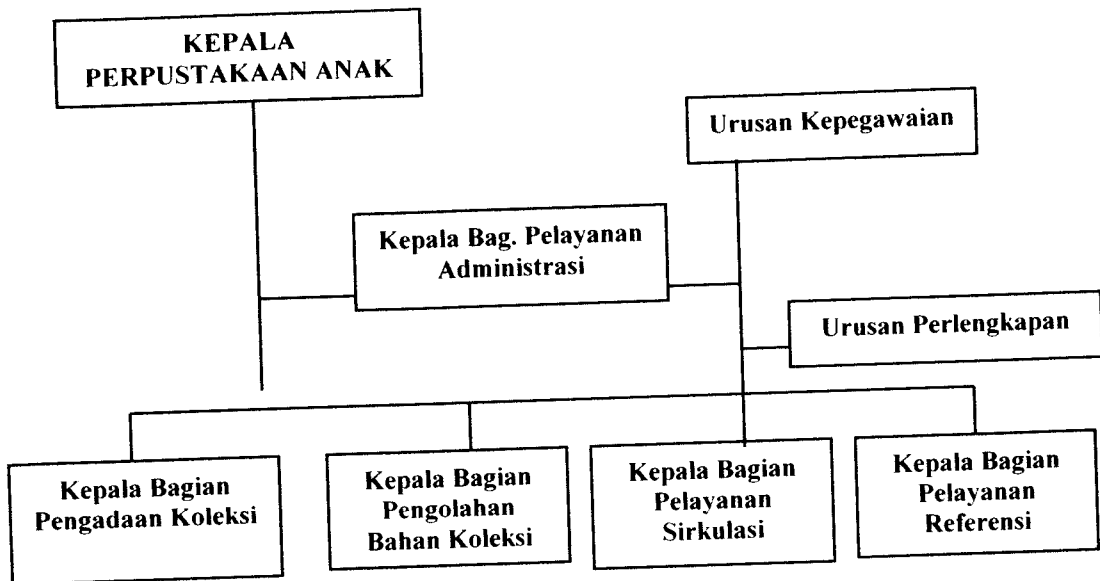 KEPALA
PERPUSTAKAAN ANAK
Urusan Kepegawaian
Kepala Bag. Pelayanan
Administrasi
Urusan Perlengkapan
Kepala Bagian
Pengadaan Koleksi
Kepala Bagian
Pengolahan
Bahan Koleksi
Kepala Bagian
Pelayanan
Sirkulasi
Kepala Bagian
Pelayanan
Referensi